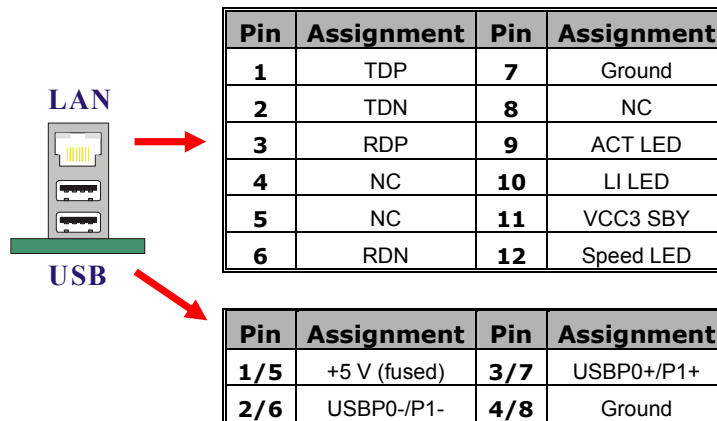 LAN
USB
Pin Assignment Pin Assignment
1 TDP 7 Ground
2 TDN 8 NC
3 RDP 9 ACT LED
4 NC 10 LI LED
5 NC 11 VCC3 SBY
6 RDN 12 Speed LED
Pin Assignment Pin Assignment
1/5 +5 V (fused) 3/7 USBP0+/P1+
2/6 USBP0-/P1- 4/8 Ground